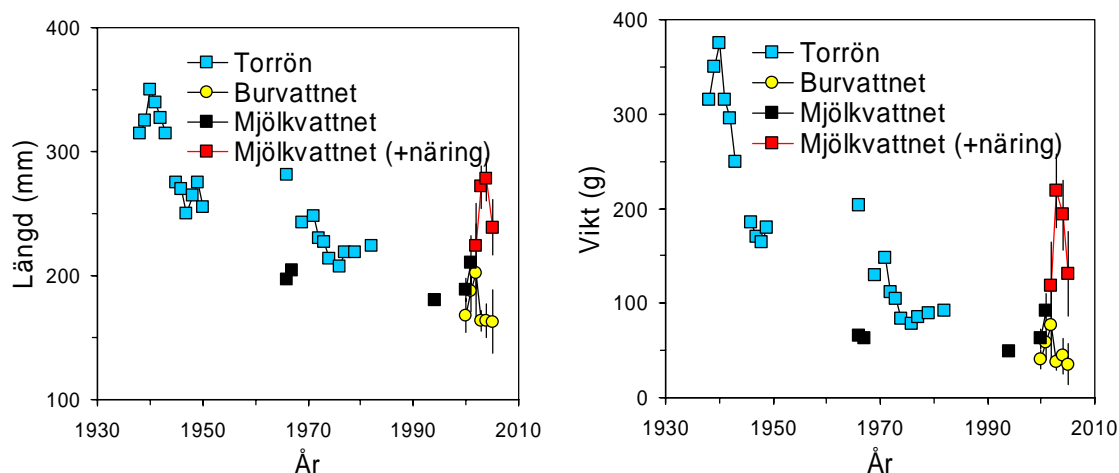 400
300
200
100
Längd (mm)
Torrön
Burvattnet
Mjölkvattnet
Mjölkvattnet (+näring)
1930
1950
1970
1990
2010
År
400
300
200
100
0
Vikt (g)
Torrön
Burvattnet
Mjölkvattnet
Mjölkvattnet (+näring)
1930
1950
1970
1990
2010
År